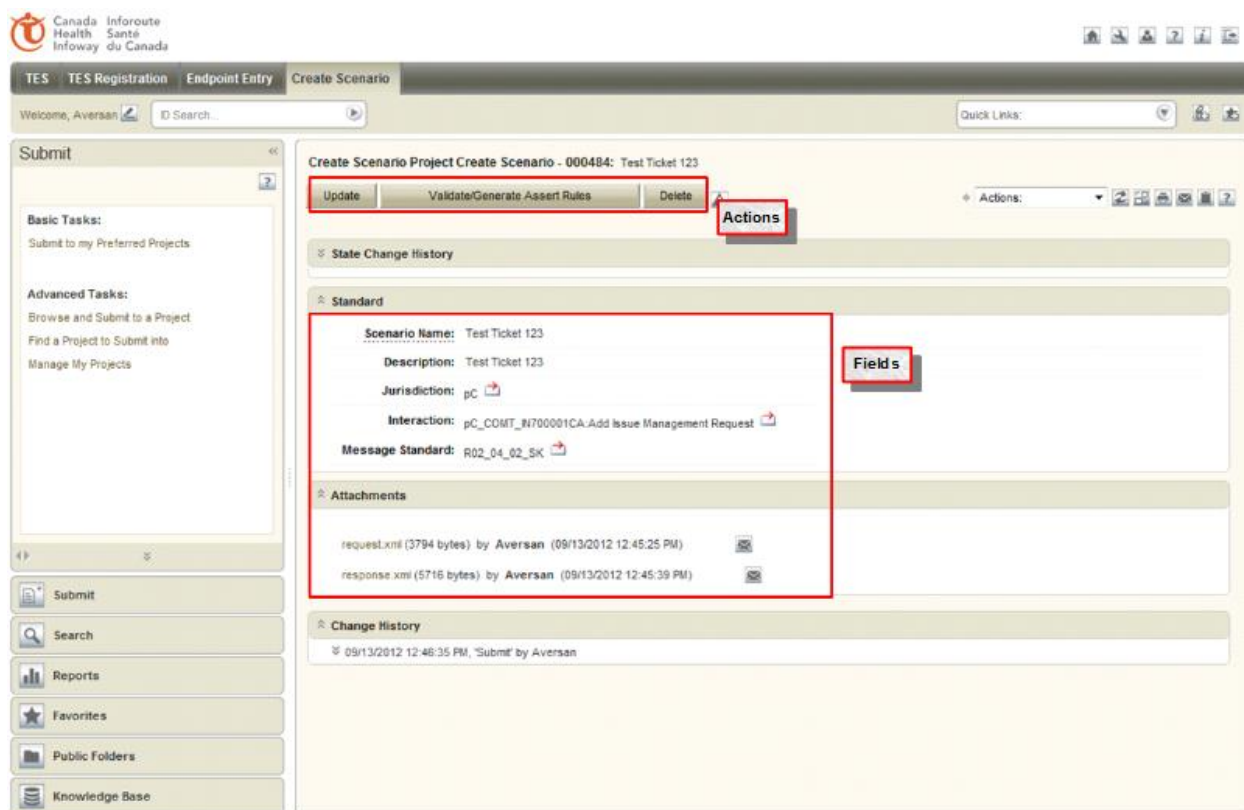 Canada Inforoute
Health Santé
Infoway du Canada
TES TES Registration Endpoint Entry Create Scenario
Welcome, Aversan ID Search... Quick Links:
Submit
Basic Tasks:
Submit to my Preferred Projects
Advanced Tasks:
Browse and Submit to a Project
Find a Project to Submit into
Manage My Projects
Submit
Search
Reports
Favorites
Public Folders
Knowledge Base
Create Scenario Project Create Scenario - 000484: Test Ticket 123
Update Validate/Generate Assert Rules Delete Actions:
Actions
State Change History
Standard
Scenario Name: Test Ticket 123
Description: Test Ticket 123
Fields
Jurisdiction: pC
Interaction: pC_COMT_IN700001CA:Add Issue Management Request
Message Standard: R02_04_02_SK
Attachments
request.xml (3794 bytes) by Aversan (09/13/2012 12:45:25 PM)
response.xml (5716 bytes) by Aversan (09/13/2012 12:45:39 PM)
Change History
09/13/2012 12:46:35 PM, 'Submit' by Aversan